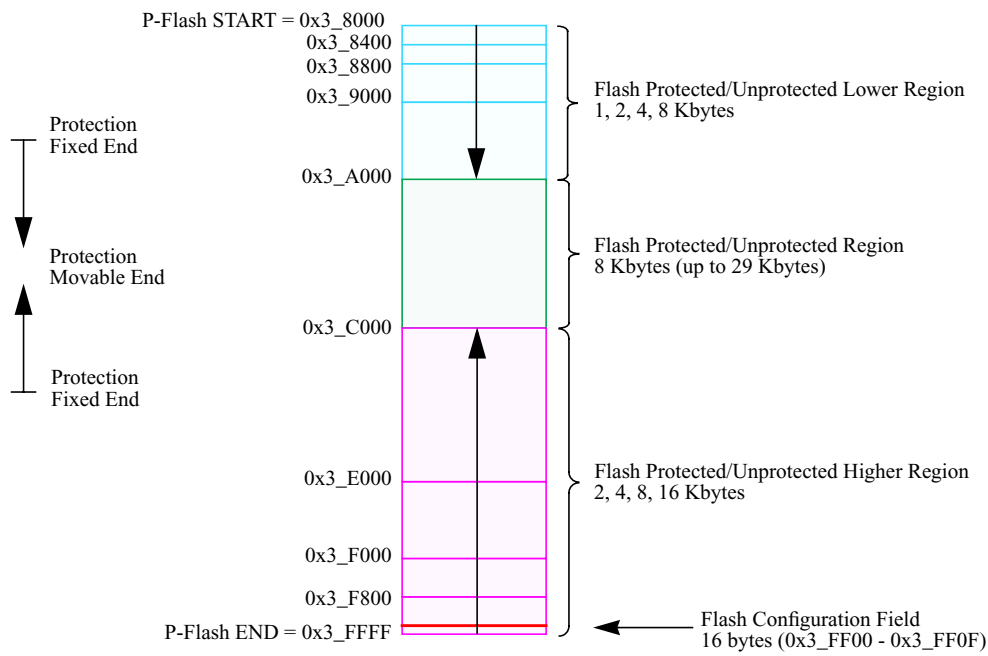 P-Flash START = 0x3_8000
0x3_8400
0x3_8800
0x3_9000
Protection
Fixed End
0x3_A000
Protection
Movable End
0x3_C000
Protection
Fixed End
0x3_E000
0x3_F000
0x3_F800
P-Flash END = 0x3_FFFF
Flash Protected/Unprotected Lower Region
1, 2, 4, 8 Kbytes
Flash Protected/Unprotected Region
8 Kbytes (up to 29 Kbytes)
Flash Protected/Unprotected Higher Region
2, 4, 8, 16 Kbytes
Flash Configuration Field
16 bytes (0x3_FF00 - 0x3_FF0F)